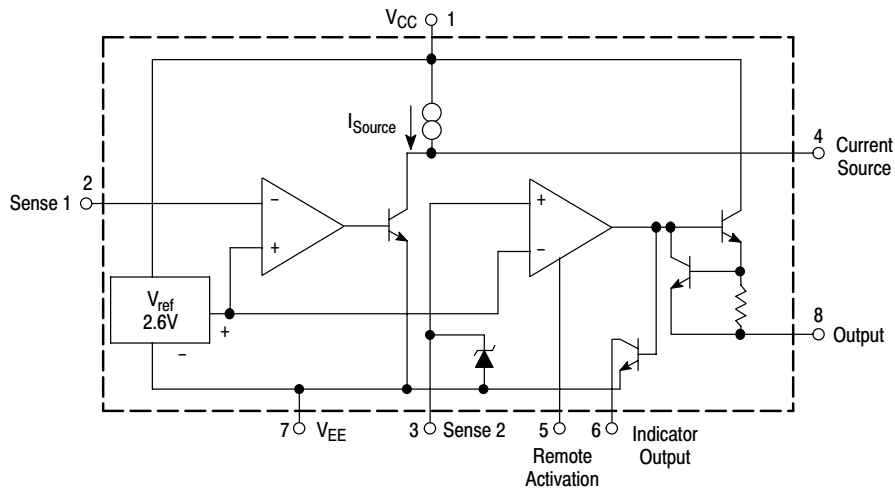 VCC 1
ISource
4 Current
Source
2
Sense 1
−
+
+
−
Vref
2.6V
+
−
8
Output
7 VEE
3 Sense 2
5
Remote
Activation
6 Indicator
Output